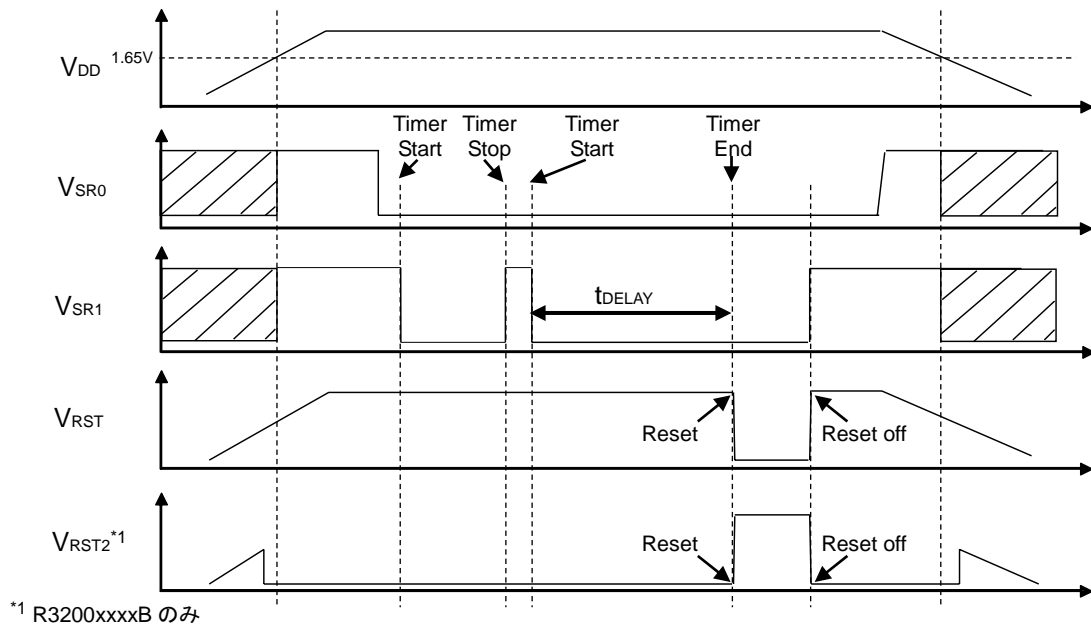 VDD
1.65V
Timer
Start
Timer
Stop
Timer
Start
Timer
End
VSR0
VSR1
tDELAY
VRST
Reset
Reset off
VRST2*1
Reset
Reset off
*1 R3200xxxxB のみ